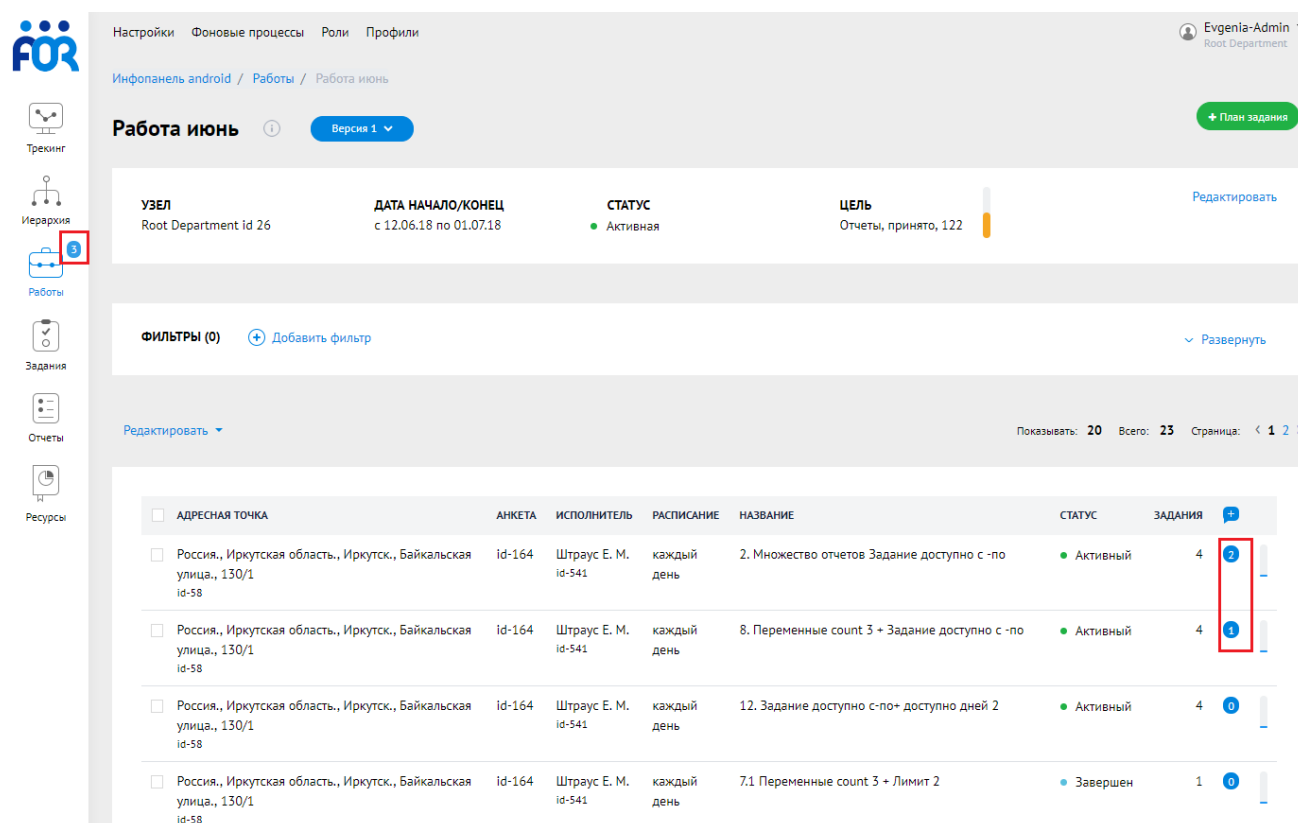 FOR
Настройки Фоновые процессы Роли Профили
Evgenia-Admin
Root Department
Инфопанель android / Работы / Работа июнь
Работа июнь
Версия 1
+ План задания
Трекинг
Иерархия
3
Работы
Задания
Отчеты
Ресурсы
УЗЕЛ ДАТА НАЧАЛО/КОНЕЦ СТАТУС ЦЕЛЬ
Root Department id 26 с 12.06.18 по 01.07.18 Активная Отчеты, принято, 122
Редактировать
ФИЛЬТРЫ (0) Добавить фильтр
Развернуть
Редактировать
Показывать: 20 Всего: 23 Страница: < 1 2
АДРЕСНАЯ ТОЧКА АНКЕТА ИСПОЛНИТЕЛЬ РАСПИСАНИЕ НАЗВАНИЕ СТАТУС ЗАДАНИЯ
Россия., Иркутская область., Иркутск., Байкальская id-164 Штраус Е. М. каждый 2. Множество отчетов Задание доступно с -по Активный 4 2
улица., 130/1 id-541 день
id-58
Россия., Иркутская область., Иркутск., Байкальская id-164 Штраус Е. М. каждый 8. Переменные count 3 + Задание доступно с -по Активный 4 1
улица., 130/1 id-541 день
id-58
Россия., Иркутская область., Иркутск., Байкальская id-164 Штраус Е. М. каждый 12. Задание доступно с-по+ доступно дней 2 Активный 4 0
улица., 130/1 id-541 день
id-58
Россия., Иркутская область., Иркутск., Байкальская id-164 Штраус Е. М. каждый 7.1 Переменные count 3 + Лимит 2 Завершен 1 0
улица., 130/1 id-541 день
id-58